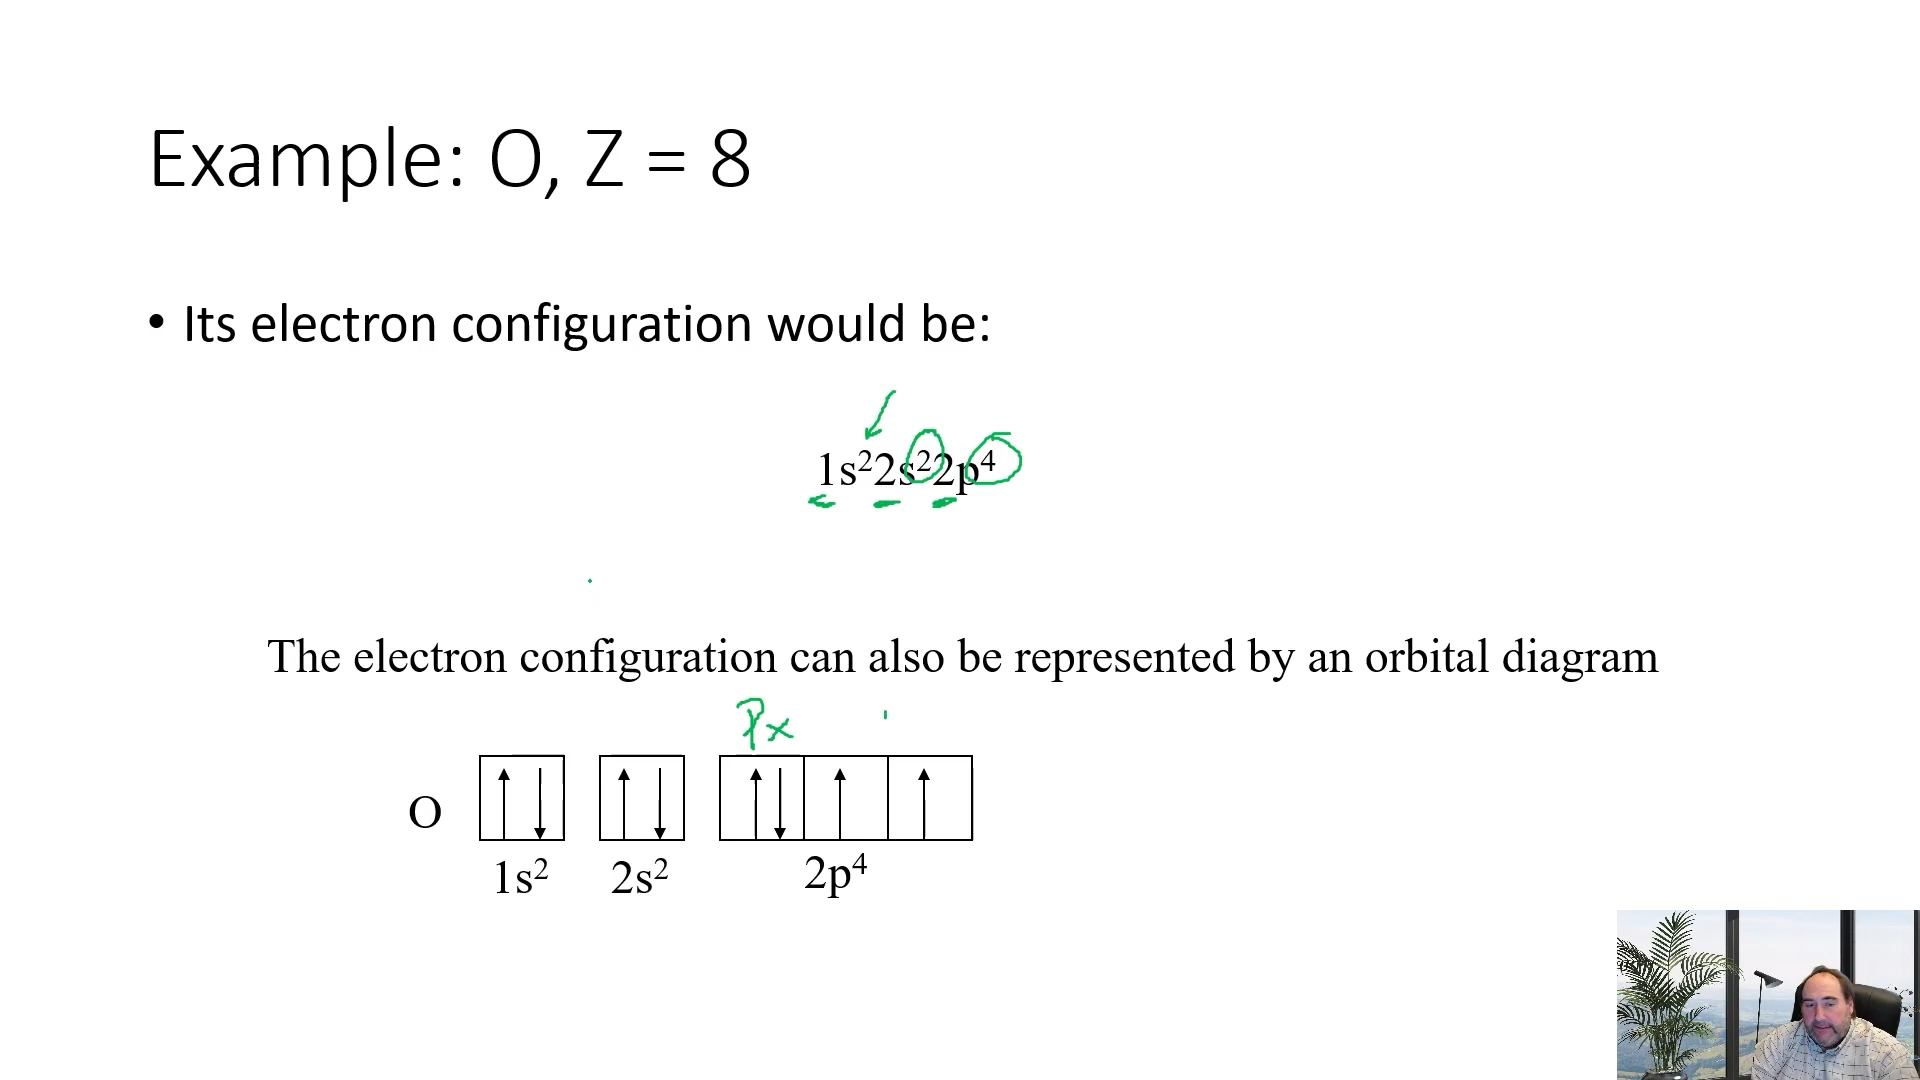 Example: O, Z = 8
• Its electron configuration would be:
1s²2s²2p⁴
The electron configuration can also be represented by an orbital diagram
Px
O
1s² 2s² 2p⁴